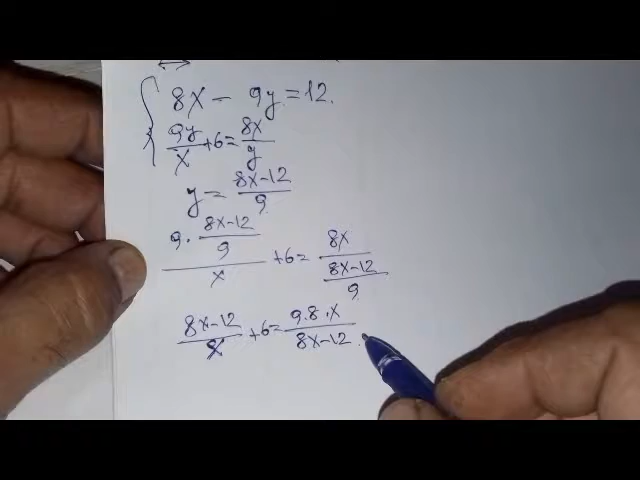 8x - 9y = 12.
9y/x + 6 = 8x/y
y = 8x-12/9
9 · 8x-12/9 / x + 6 = 8x / 8x-12/9
8x-12/x + 6 = 9.8.x/8x-12